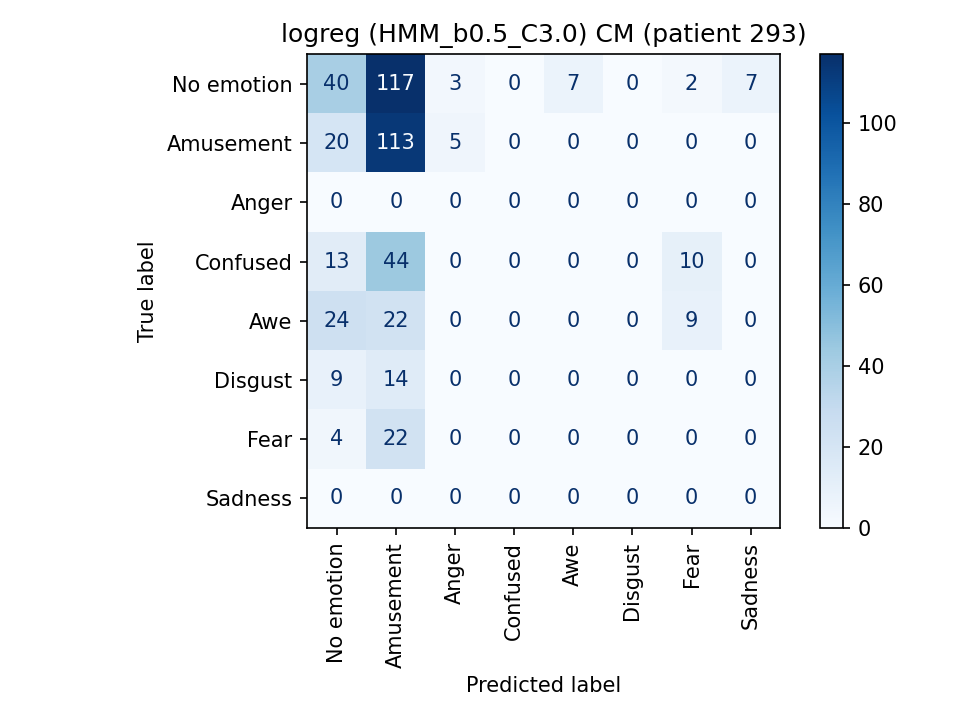 logreg (HMM_b0.5_C3.0) CM (patient 293)
No emotion 40 117 3 0 7 0 2 7
Amusement 20 113 5 0 0 0 0 0
Anger 0 0 0 0 0 0 0 0
Confused 13 44 0 0 0 0 10 0
Awe 24 22 0 0 0 0 9 0
Disgust 9 14 0 0 0 0 0 0
Fear 4 22 0 0 0 0 0 0
Sadness 0 0 0 0 0 0 0 0
True label
No emotion
Amusement
Anger
Confused
Awe
Disgust
Fear
Sadness
Predicted label
100
80
60
40
20
0